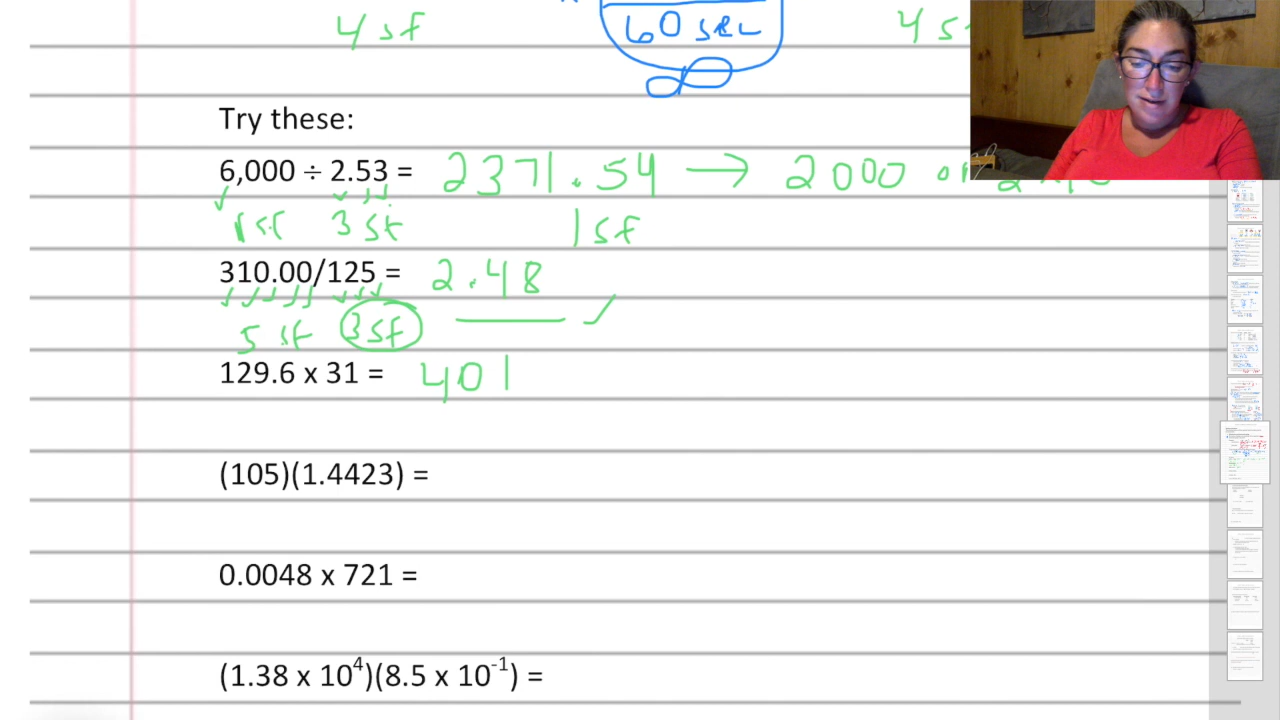 4 sf 60 sec 4 s
Try these:
6,000 ÷ 2.53 = 2371.54 → 2000 or
1 sf 3 sf 1 sf
310.00/125 = 2.48
5 sf 3 sf
129.6 x 31 = 401
(105)(1.4423) =
0.0048 x 721 =
(1.38 x 10⁴)(8.5 x 10⁻¹) =